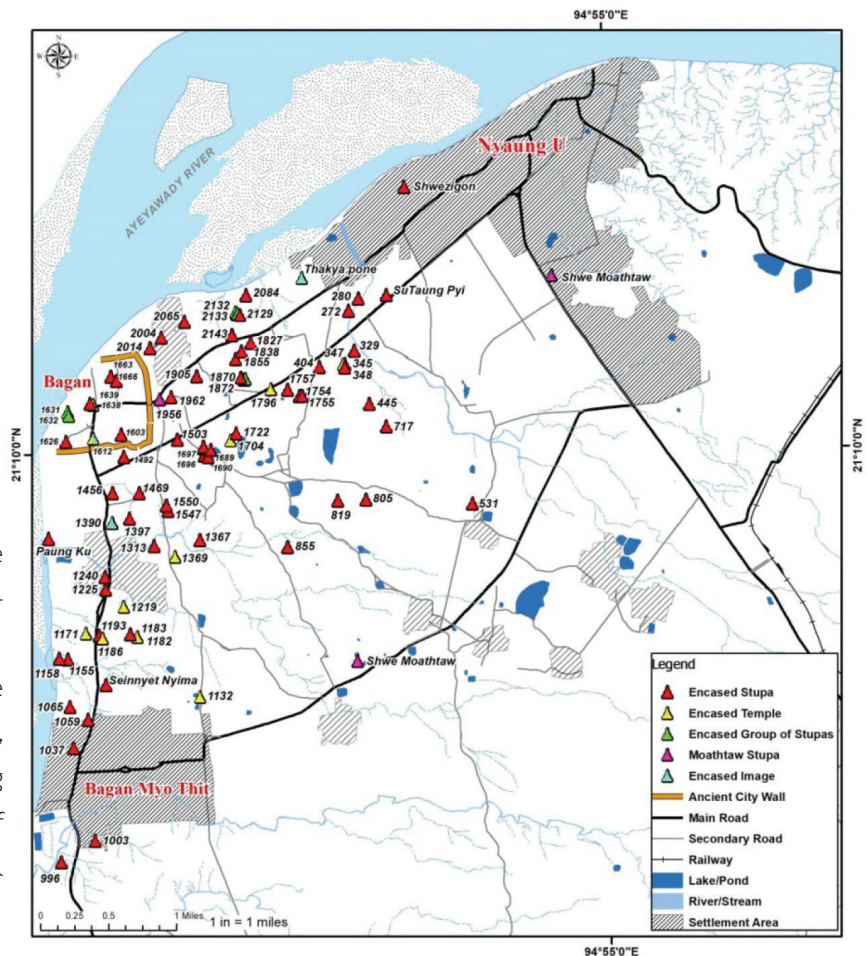 94°55'0"E
N
W
E
S
Nyaung U
AYEYAWADY RIVER
Shwezigon
Thakya pone
Shwe Moathtaw
2084
280
SuTaung Pyi
2132
2133
2129
272
2065
2004
2143
1827
2014
1838
347
329
1855
1663
1666
1905
404
345
1870
348
Bagan
1872
1757
1639
1638
1962
1796
1754
445
1631
1956
1755
1632
1603
1503
1722
717
1626
1612
1704
21°10'0"N
21°10'0"N
1697
1689
1492
1696
1690
1456
1469
1550
805
1547
819
531
1390
1397
Paung Ku
1313
1367
855
1369
1240
1225
1219
1171
1193
1183
1186
1182
1158
1155
Shwe Moathtaw
Seinnyet Nyima
1132
1065
1059
1037
Bagan Myo Thit
1003
996
Legend
Encased Stupa
Encased Temple
Encased Group of Stupas
Moathtaw Stupa
Encased Image
Ancient City Wall
Main Road
Secondary Road
Railway
Lake/Pond
River/Stream
Settlement Area
0 0.25 0.5 1 Miles
1 in = 1 miles
94°55'0"E